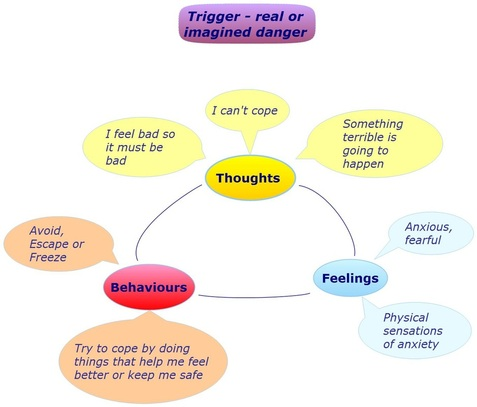 Trigger - real or
imagined danger
I can't cope
I feel bad so
it must be
bad
Something
terrible is
going to
happen
Thoughts
Avoid,
Escape or
Freeze
Anxious,
fearful
Behaviours
Feelings
Physical
sensations
of anxiety
Try to cope by doing
things that help me feel
better or keep me safe